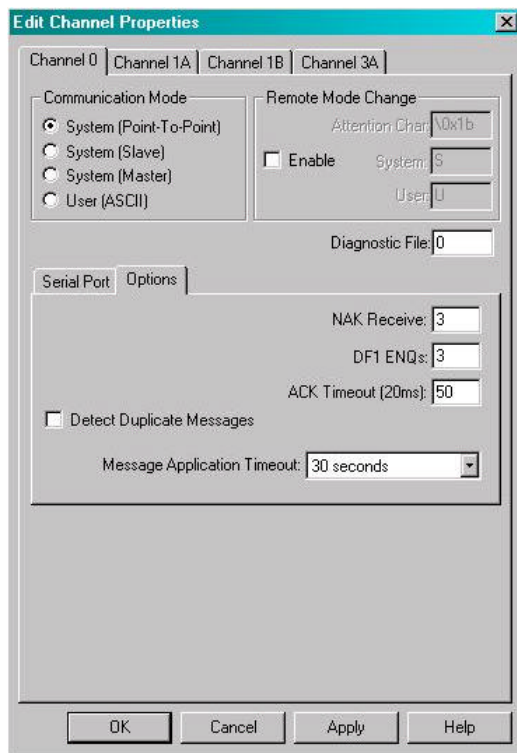 Edit Channel Properties
Channel 0 Channel 1A Channel 1B Channel 3A
Communication Mode
System (Point-To-Point)
System (Slave)
System (Master)
User (ASCII)
Remote Mode Change
Attention Char: \0x1b
Enable System: S
User: U
Diagnostic File: 0
Serial Port Options
NAK Receive: 3
DF1 ENQs: 3
ACK Timeout (20ms): 50
Detect Duplicate Messages
Message Application Timeout: 30 seconds
OK Cancel Apply Help